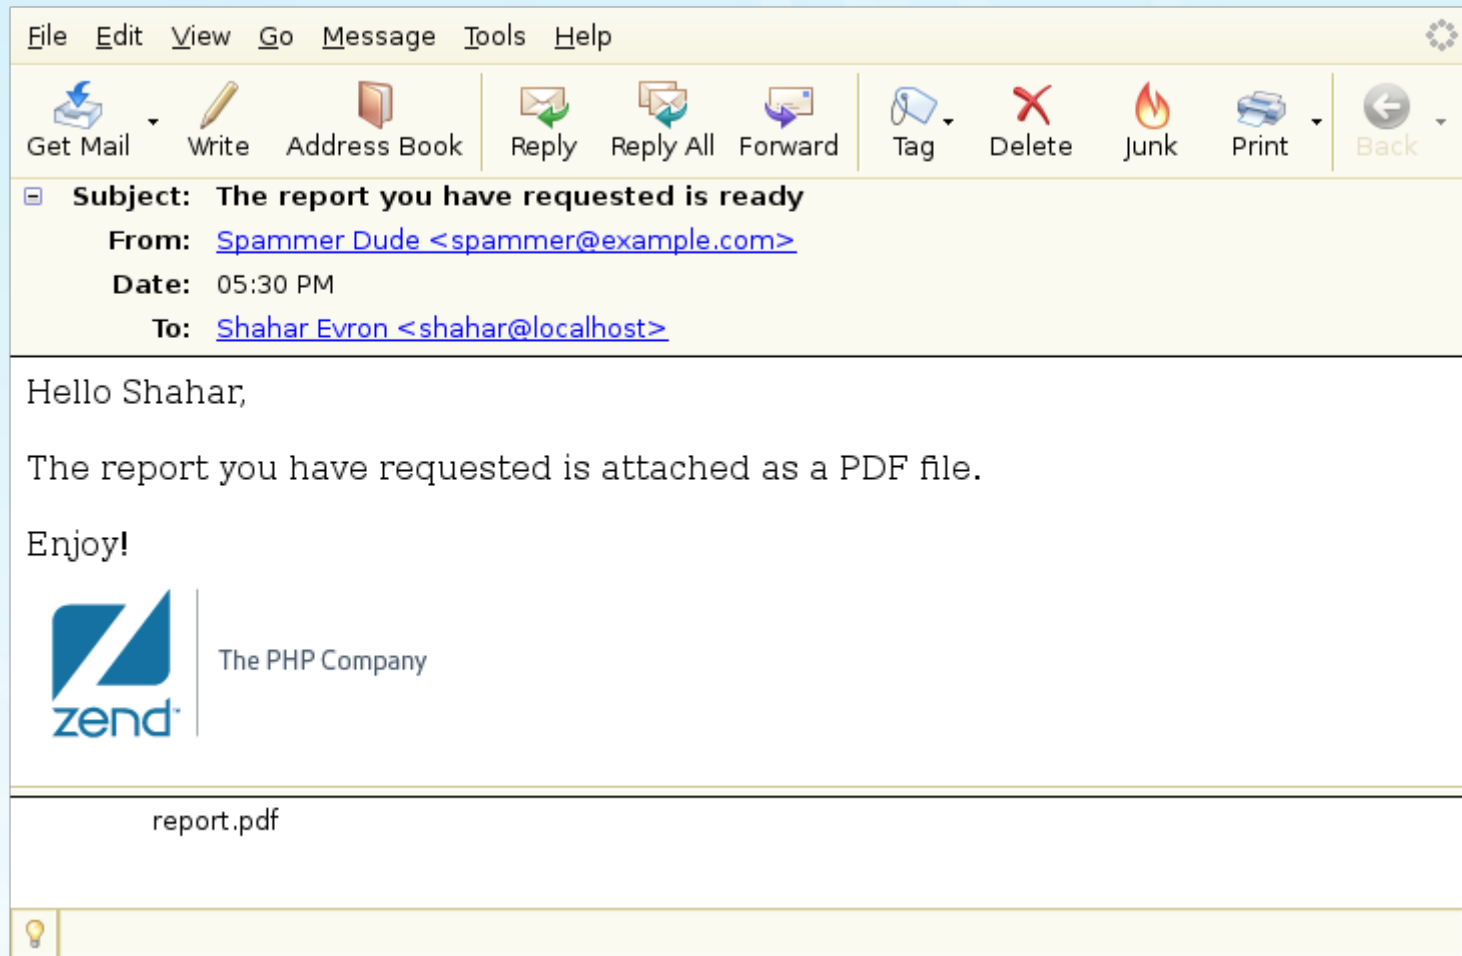 File Edit View Go Message Tools Help
Get Mail Write Address Book Reply Reply All Forward Tag Delete Junk Print Back
Subject: The report you have requested is ready
From: Spammer Dude <spammer@example.com>
Date: 05:30 PM
To: Shahar Evron <shahar@localhost>
Hello Shahar,
The report you have requested is attached as a PDF file.
Enjoy!
zend™
The PHP Company
report.pdf